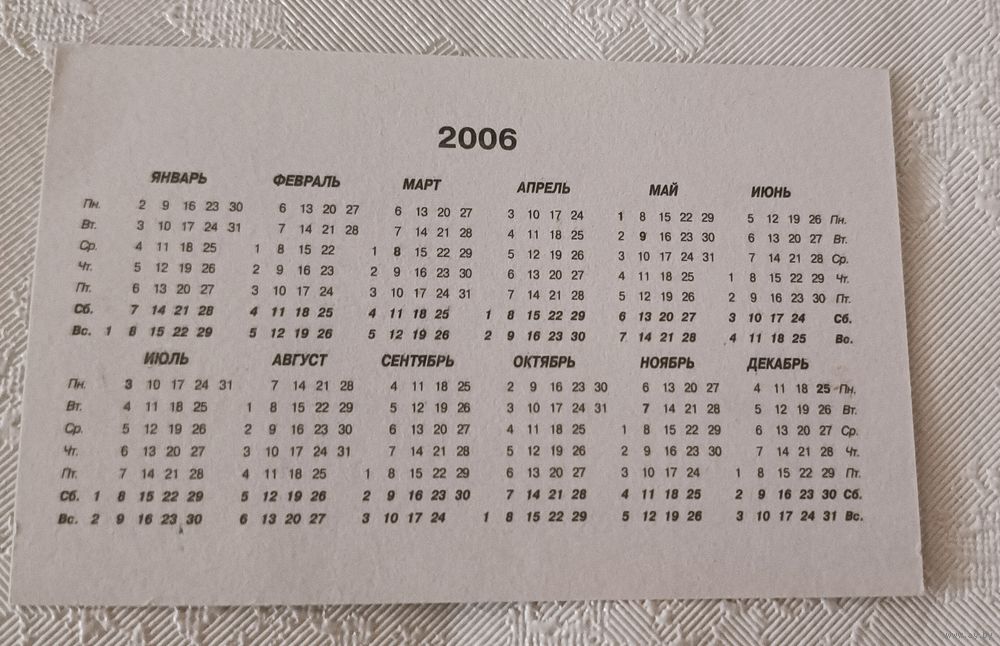 2006
ЯНВАРЬ ФЕВРАЛЬ МАРТ АПРЕЛЬ МАЙ ИЮНЬ
Пн. 2 9 16 23 30 6 13 20 27 6 13 20 27 3 10 17 24 1 8 15 22 29 5 12 19 26 Пн.
Вт. 3 10 17 24 31 7 14 21 28 7 14 21 28 4 11 18 25 2 9 16 23 30 6 13 20 27 Вт.
Ср. 4 11 18 25 1 8 15 22 1 8 15 22 29 5 12 19 26 3 10 17 24 31 7 14 21 28 Ср.
Чт. 5 12 19 26 2 9 16 23 2 9 16 23 30 6 13 20 27 4 11 18 25 1 8 15 22 29 Чт.
Пт. 6 13 20 27 3 10 17 24 3 10 17 24 31 7 14 21 28 5 12 19 26 2 9 16 23 30 Пт.
Сб. 7 14 21 28 4 11 18 25 4 11 18 25 1 8 15 22 29 6 13 20 27 3 10 17 24 Сб.
Вс. 1 8 15 22 29 5 12 19 26 5 12 19 26 2 9 16 23 30 7 14 21 28 4 11 18 25 Вс.
ИЮЛЬ АВГУСТ СЕНТЯБРЬ ОКТЯБРЬ НОЯБРЬ ДЕКАБРЬ
Пн. 3 10 17 24 31 7 14 21 28 4 11 18 25 2 9 16 23 30 6 13 20 27 4 11 18 25 Пн.
Вт. 4 11 18 25 1 8 15 22 29 5 12 19 26 3 10 17 24 31 7 14 21 28 5 12 19 26 Вт.
Ср. 5 12 19 26 2 9 16 23 30 6 13 20 27 4 11 18 25 1 8 15 22 29 6 13 20 27 Ср.
Чт. 6 13 20 27 3 10 17 24 31 7 14 21 28 5 12 19 26 2 9 16 23 30 7 14 21 28 Чт.
Пт. 7 14 21 28 4 11 18 25 1 8 15 22 29 6 13 20 27 3 10 17 24 1 8 15 22 29 Пт.
Сб. 1 8 15 22 29 5 12 19 26 2 9 16 23 30 7 14 21 28 4 11 18 25 2 9 16 23 30 Сб.
Вс. 2 9 16 23 30 6 13 20 27 3 10 17 24 1 8 15 22 29 5 12 19 26 3 10 17 24 31 Вс.